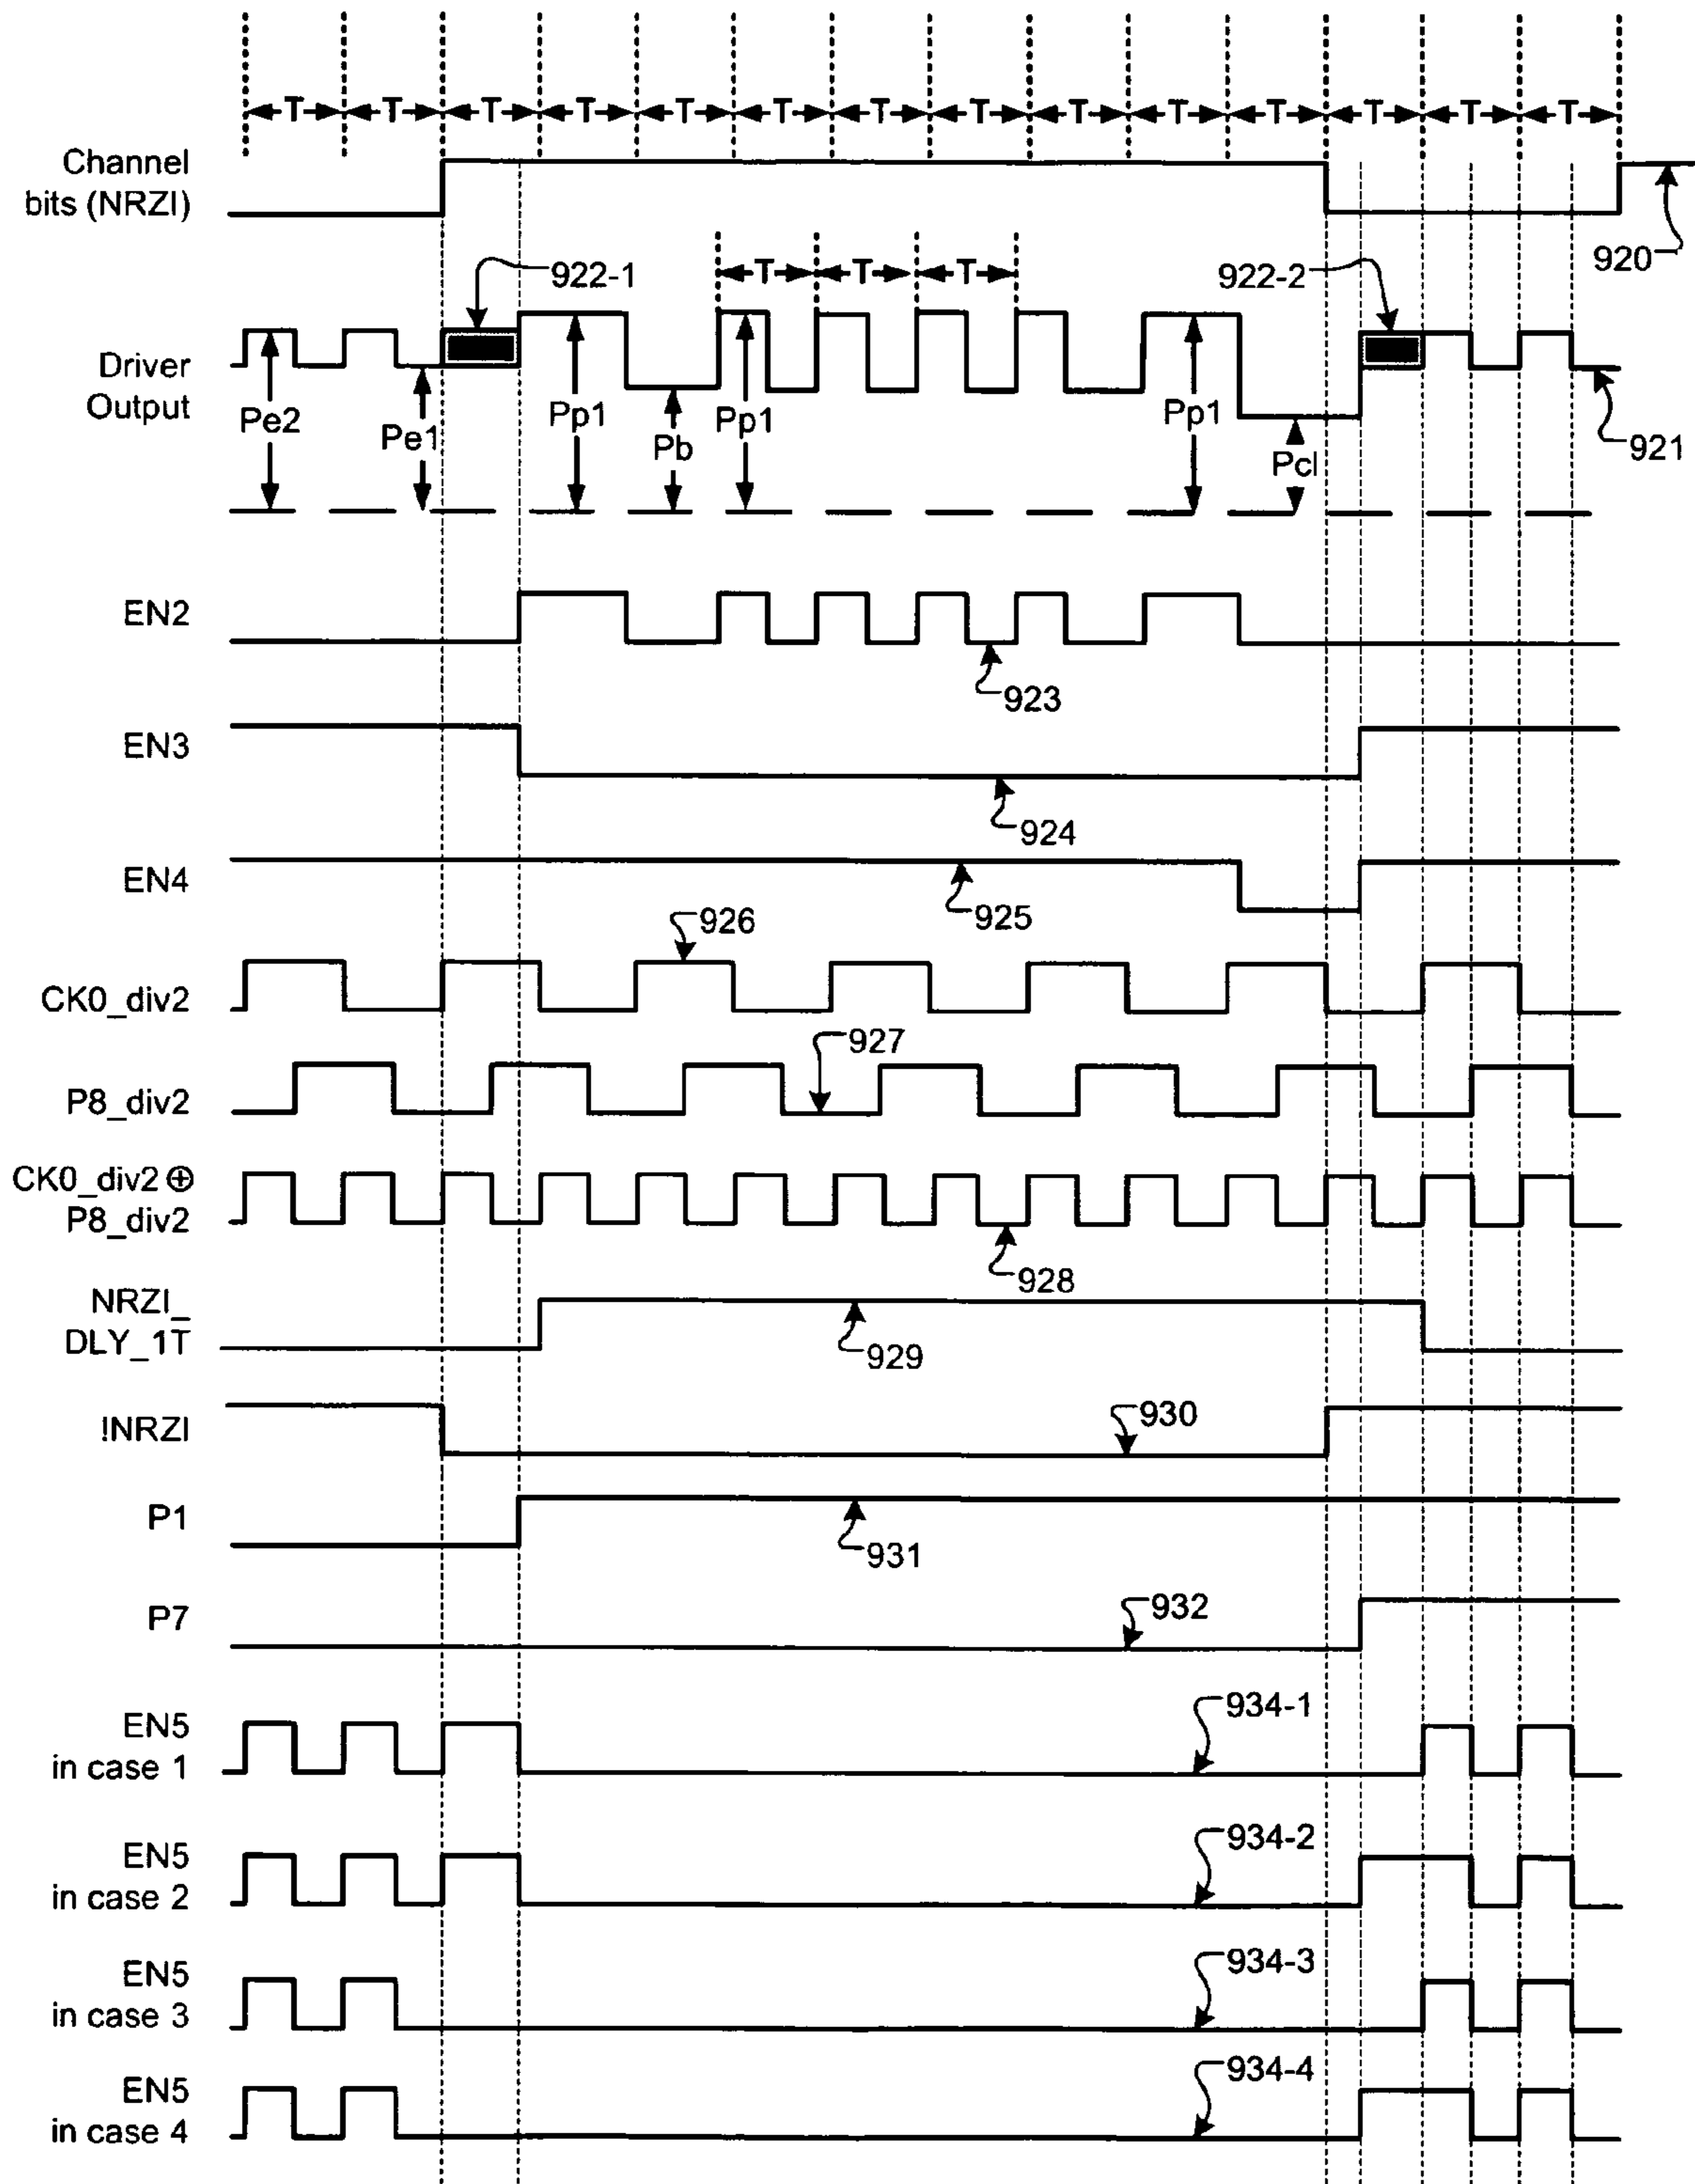 T T T T T T T T T T T T T T
Channel
bits (NRZI)
920
T T T
922-1
922-2
Driver
Output
Pe2
Pe1
Pp1
Pb
Pp1
Pp1
Pcl
921
EN2
923
EN3
924
EN4
925
926
CK0_div2
927
P8_div2
CK0_div2 ⊕
P8_div2
928
NRZI_
DLY_1T
929
!NRZI
930
P1
931
P7
932
EN5
in case 1
934-1
EN5
in case 2
934-2
EN5
in case 3
934-3
EN5
in case 4
934-4